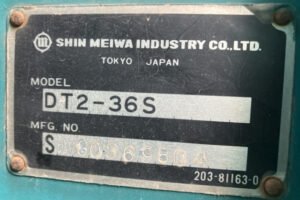 SHIN MEIWA INDUSTRY CO.,LTD.
TOKYO JAPAN
MODEL
DT2-36S
MFG. NO
S
203-81163-0